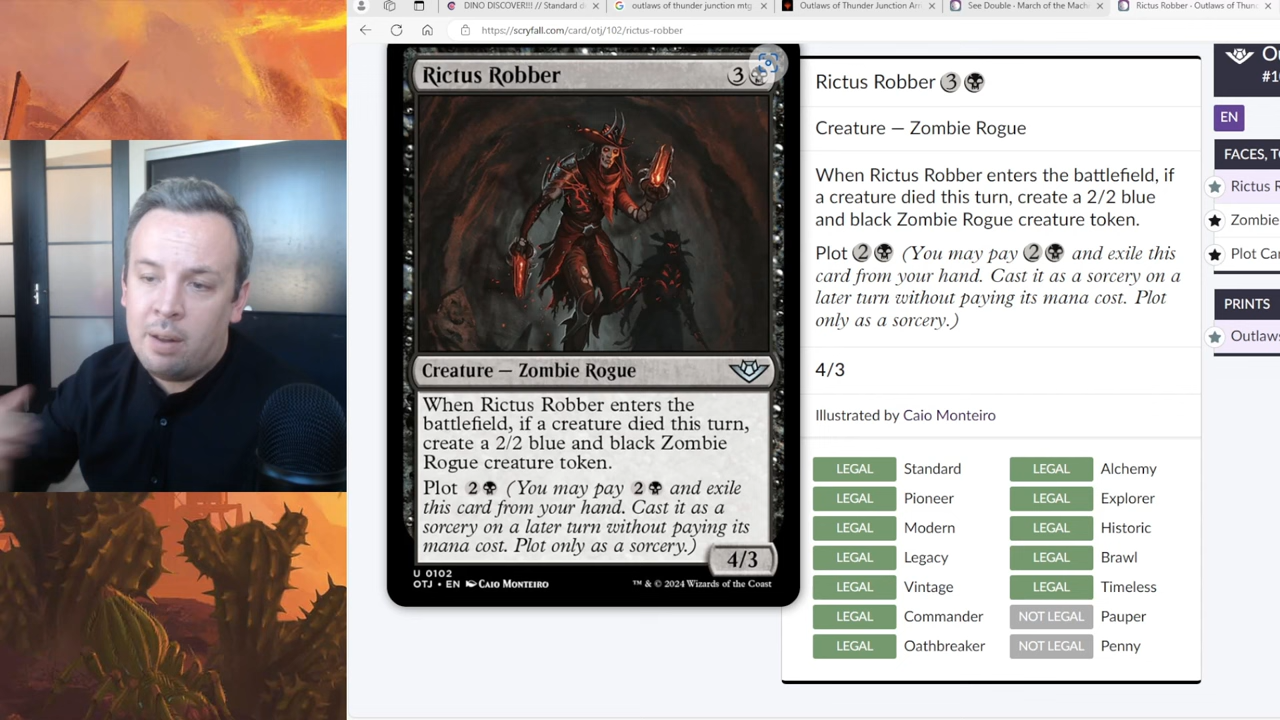 DINO DISCOVER!!! // Standard d
outlaws of thunder junction mtg
Outlaws of Thunder Junction Are
See Double - March of the Mach
Rictus Robber - Outlaws of Thun
https://scryfall.com/card/otj/102/rictus-robber
Rictus Robber 3
Creature — Zombie Rogue
When Rictus Robber enters the
battlefield, if a creature died this turn,
create a 2/2 blue and black Zombie
Rogue creature token.
Plot 2 (You may pay 2 and exile
this card from your hand. Cast it as a
sorcery on a later turn without paying its
mana cost. Plot only as a sorcery.)
4/3
U 0102
OTJ • EN Caio Monteiro
™ & © 2024 Wizards of the Coast
Rictus Robber 3
Creature — Zombie Rogue
When Rictus Robber enters the battlefield, if
a creature died this turn, create a 2/2 blue
and black Zombie Rogue creature token.
Plot 2 (You may pay 2 and exile this
card from your hand. Cast it as a sorcery on a
later turn without paying its mana cost. Plot
only as a sorcery.)
4/3
Illustrated by Caio Monteiro
LEGAL Standard LEGAL Alchemy
LEGAL Pioneer LEGAL Explorer
LEGAL Modern LEGAL Historic
LEGAL Legacy LEGAL Brawl
LEGAL Vintage LEGAL Timeless
LEGAL Commander NOT LEGAL Pauper
LEGAL Oathbreaker NOT LEGAL Penny
Ou
#10
EN
FACES, TO
Rictus R
Zombie
Plot Car
PRINTS
Outlaws